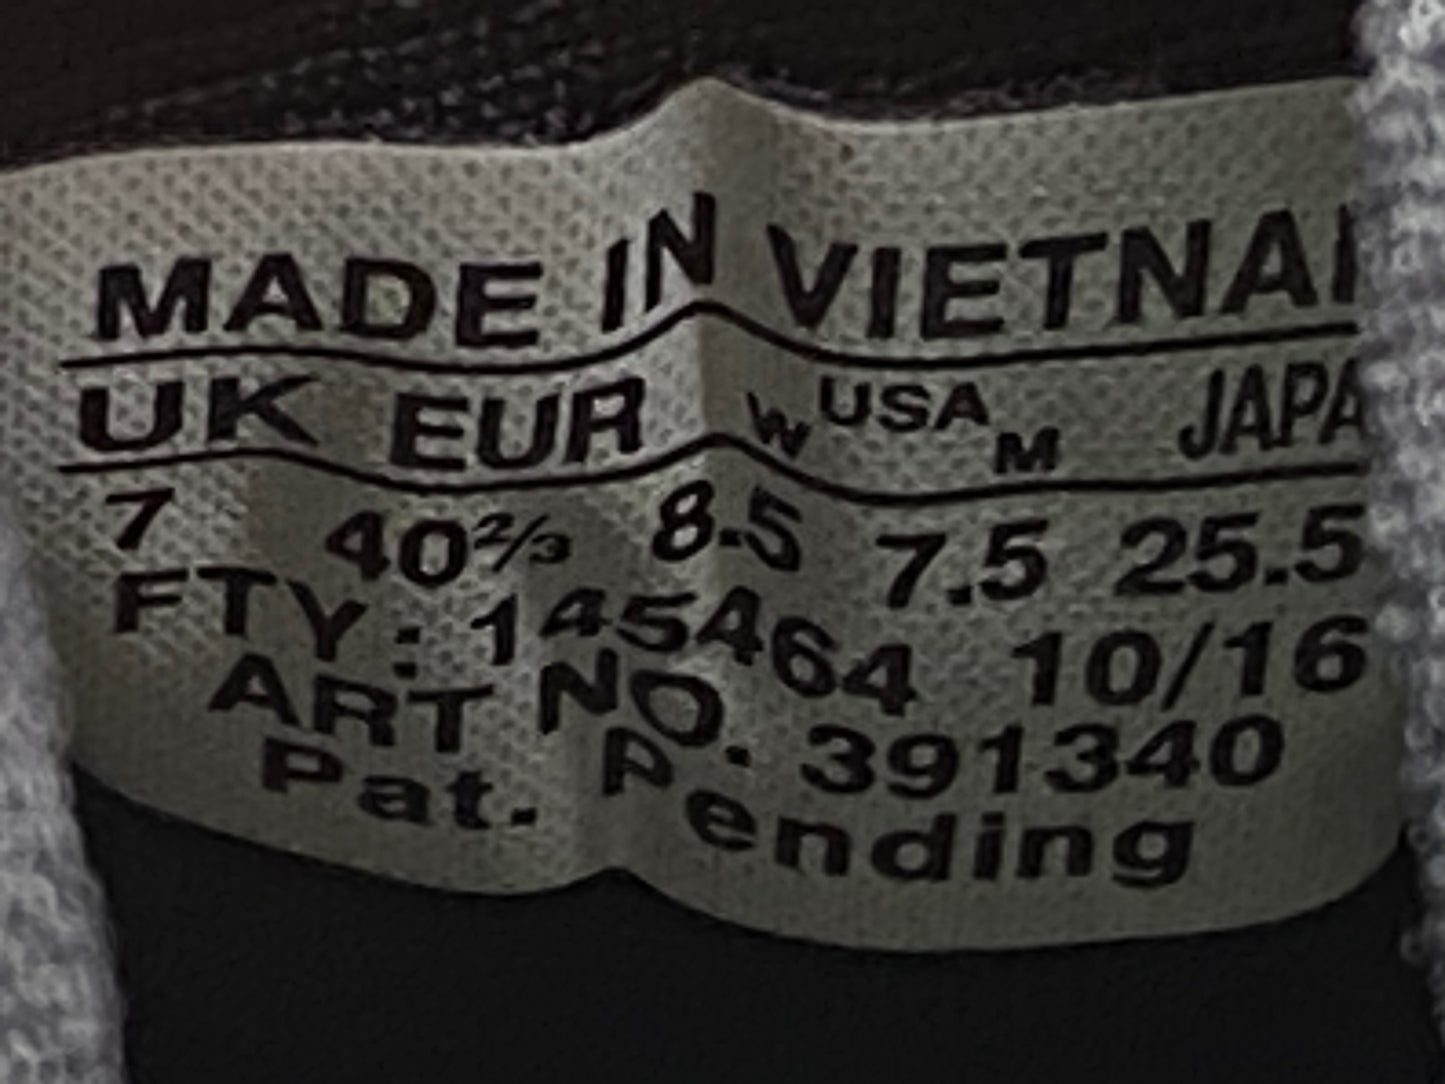 MADE IN VIETNA
UK EUR W USA M JAPA
7 40⅔ 8.5 7.5 25.5
FTY: 145464 10/16
ART NO. 391340
Pat. Pending